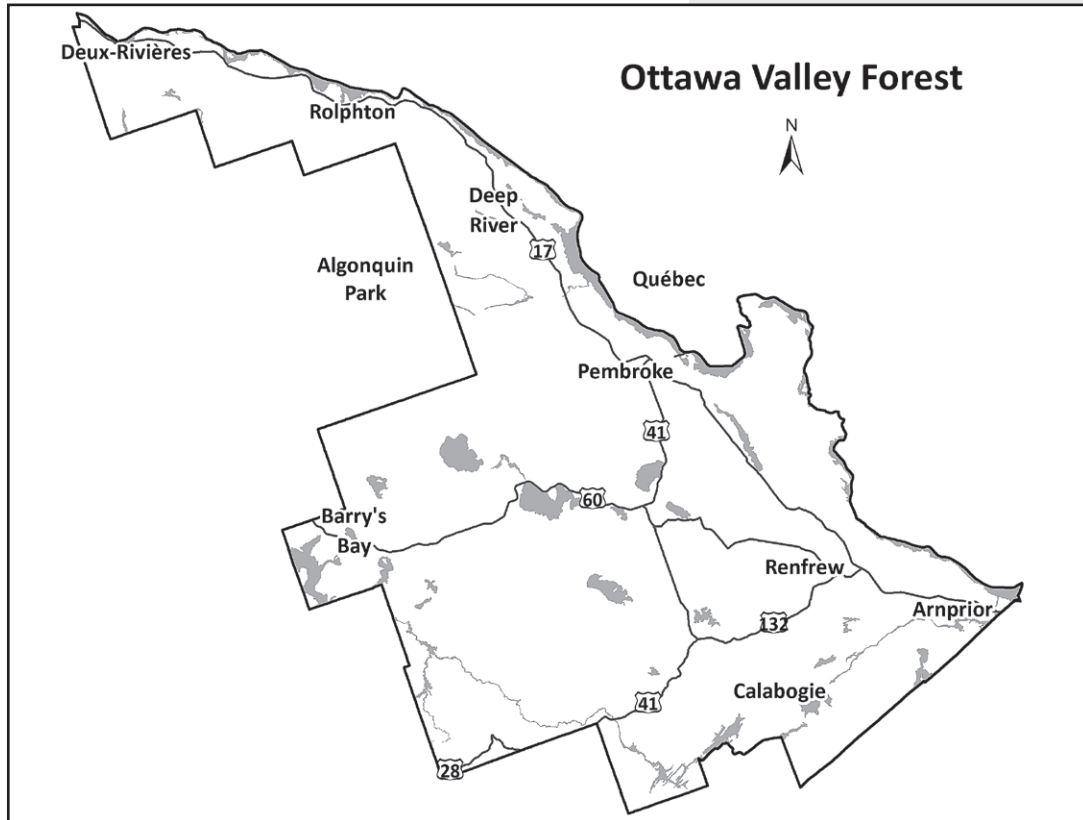 Ottawa Valley Forest
N
Deux-Rivières
Rolphton
Deep
River
17
Algonquin
Park
Québec
Pembroke
41
60
Barry's
Bay
Renfrew
Arnprior
132
Calabogie
41
28